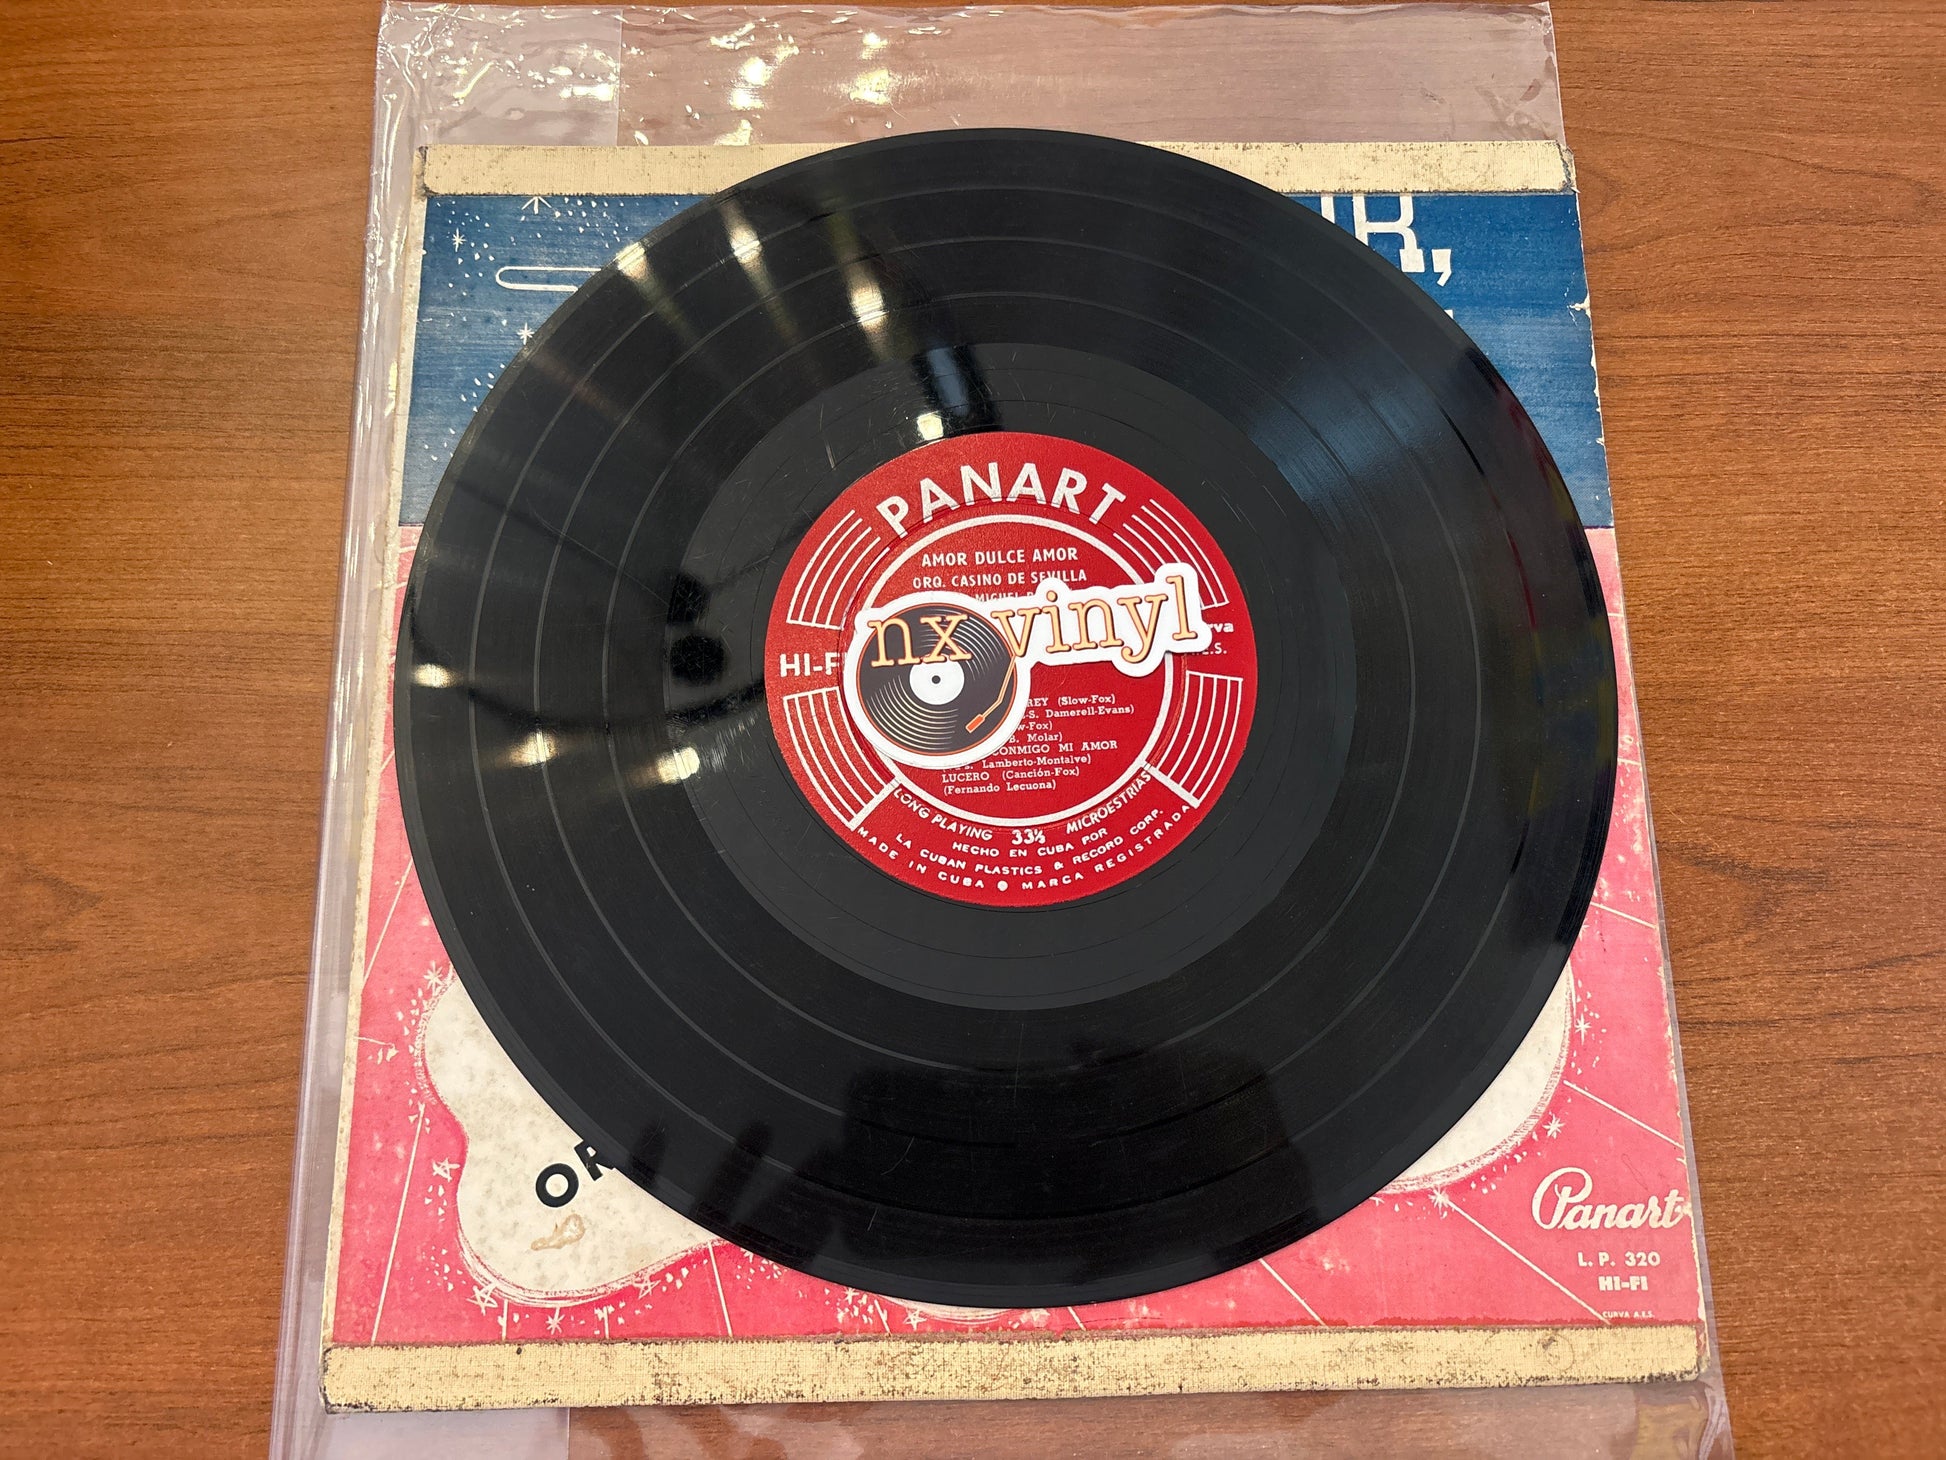 R,
PANART
AMOR DULCE AMOR
ORQ. CASINO DE SEVILLA
MIGUEL
nx vinyl
HI-F
(Slow-Fox)
Damerell-Evans)
Molar)
CONMIGO MI AMOR
Lamberto-Montalve)
LUCERO (Canción-Fox)
(Fernando Lecuona)
LONG PLAYING 33⅓ MICROESTRIAS
HECHO EN CUBA POR
LA CUBAN PLASTICS & RECORD CORP.
MADE IN CUBA ● MARCA REGISTRADA
OR
Panart
L. P. 320
HI-FI
CURVA A.E.S.